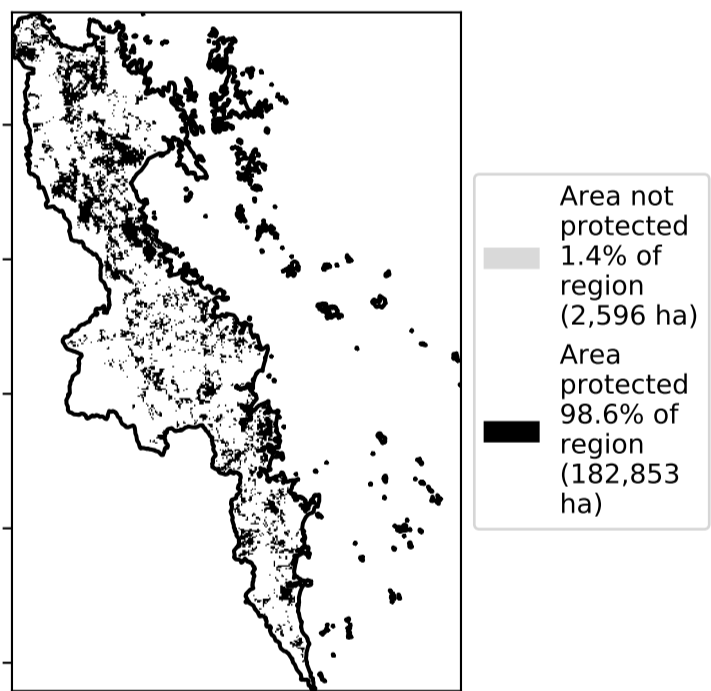 Area not
protected
1.4% of
region
(2,596 ha)
Area
protected
98.6% of
region
(182,853
ha)